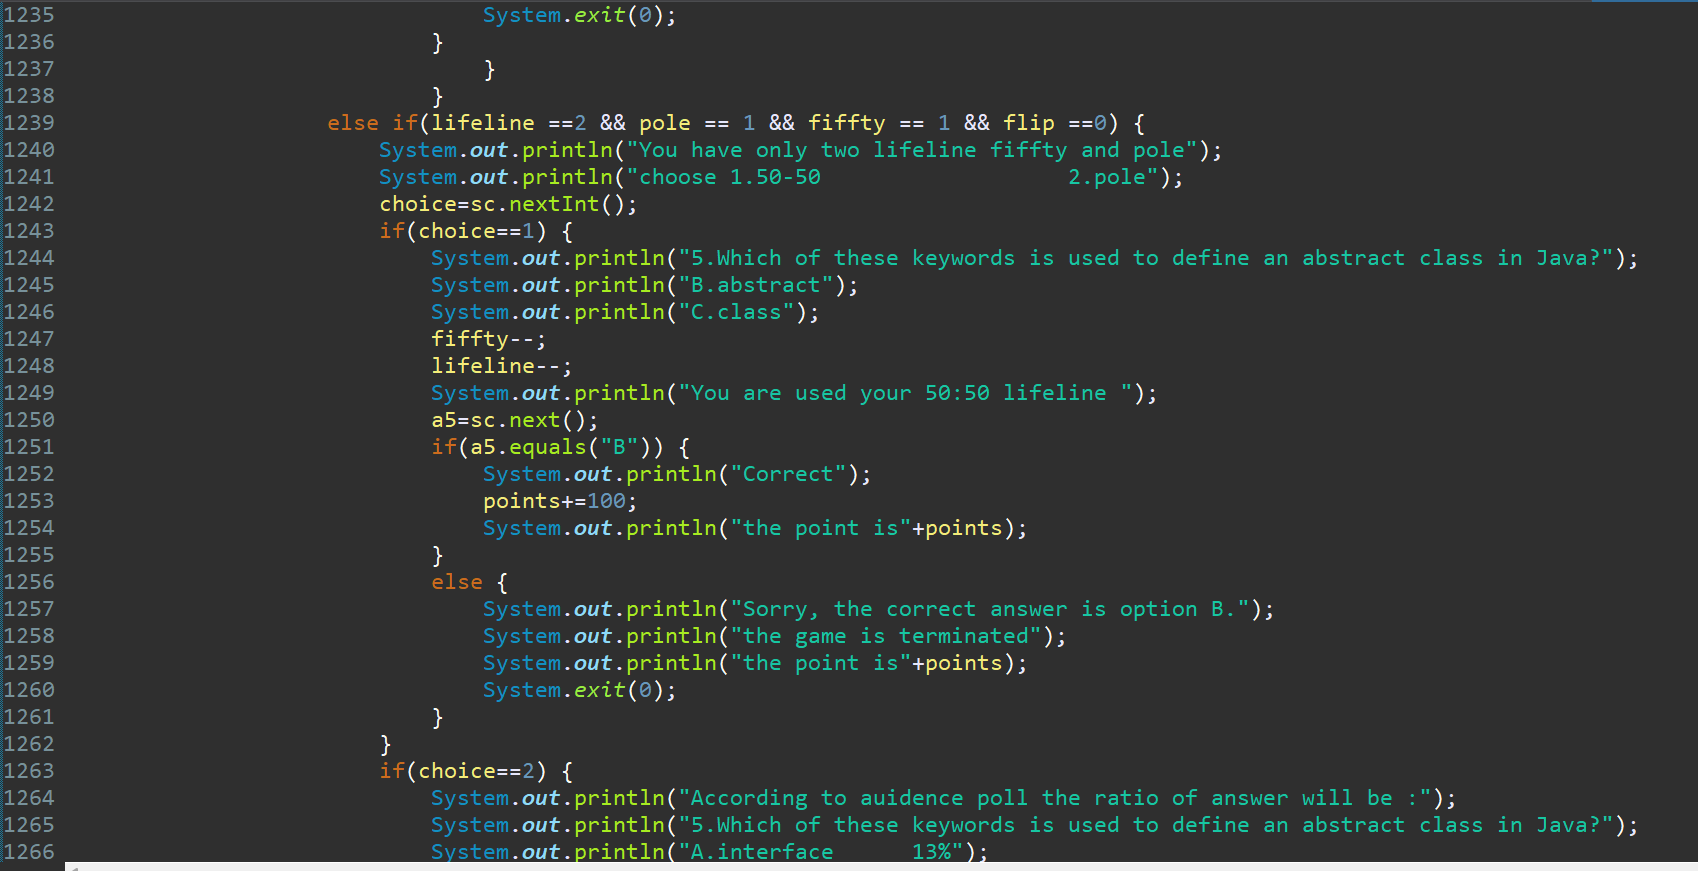 1235 System.exit(0);
1236 }
1237 }
1238 }
1239 else if(lifeline ==2 && pole == 1 && fiffty == 1 && flip ==0) {
1240 System.out.println("You have only two lifeline fiffty and pole");
1241 System.out.println("choose 1.50-50                   2.pole");
1242 choice=sc.nextInt();
1243 if(choice==1) {
1244 System.out.println("5.Which of these keywords is used to define an abstract class in Java?");
1245 System.out.println("B.abstract");
1246 System.out.println("C.class");
1247 fiffty--;
1248 lifeline--;
1249 System.out.println("You are used your 50:50 lifeline ");
1250 a5=sc.next();
1251 if(a5.equals("B")) {
1252 System.out.println("Correct");
1253 points+=100;
1254 System.out.println("the point is"+points);
1255 }
1256 else {
1257 System.out.println("Sorry, the correct answer is option B.");
1258 System.out.println("the game is terminated");
1259 System.out.println("the point is"+points);
1260 System.exit(0);
1261 }
1262 }
1263 if(choice==2) {
1264 System.out.println("According to auidence poll the ratio of answer will be :");
1265 System.out.println("5.Which of these keywords is used to define an abstract class in Java?");
1266 System.out.println("A.interface      13%");